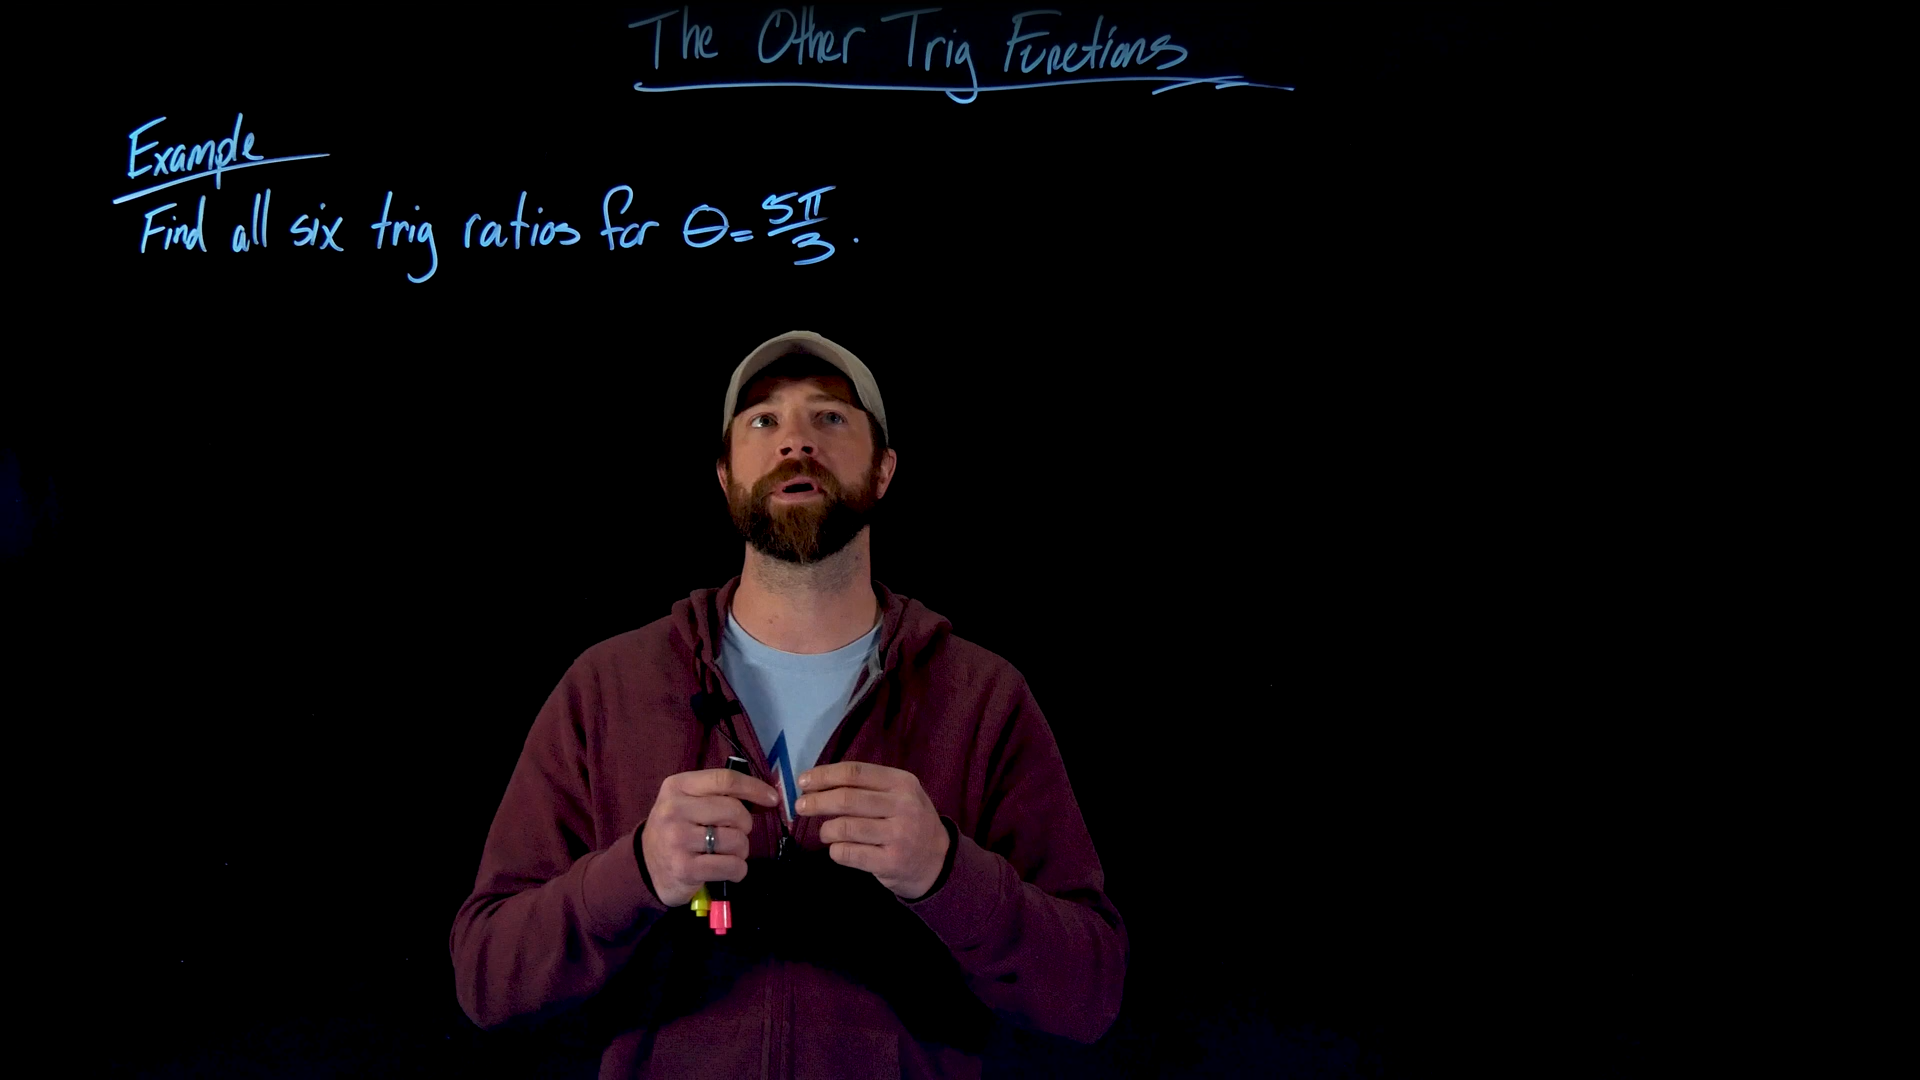 The Other Trig Functions
Example
Find all six trig ratios for θ = 5π/3.